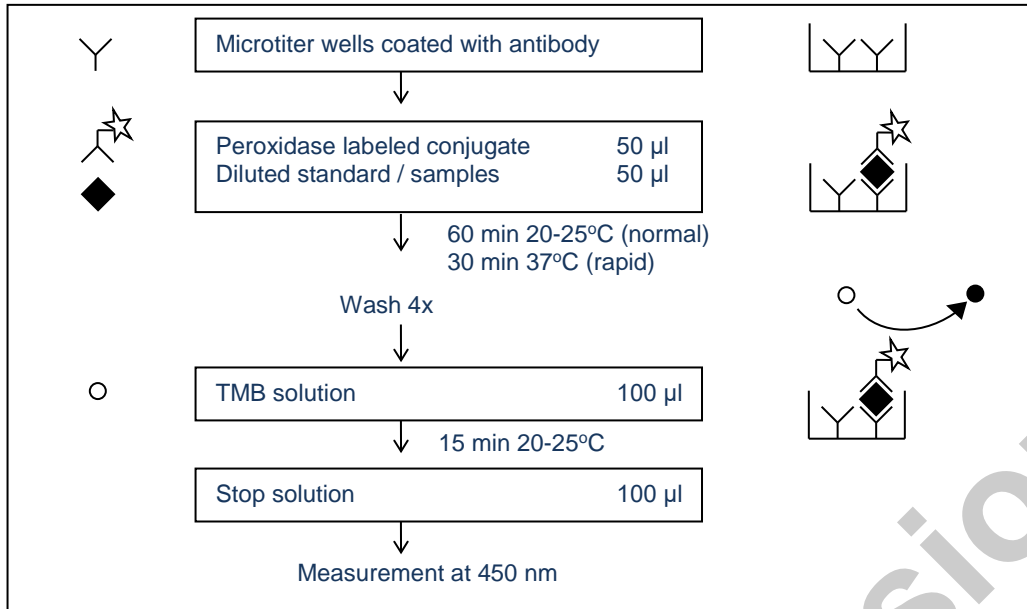 Microtiter wells coated with antibody
Peroxidase labeled conjugate 50 µl
Diluted standard / samples 50 µl
60 min 20-25°C (normal)
30 min 37°C (rapid)
Wash 4x
TMB solution 100 µl
15 min 20-25°C
Stop solution 100 µl
Measurement at 450 nm
sio